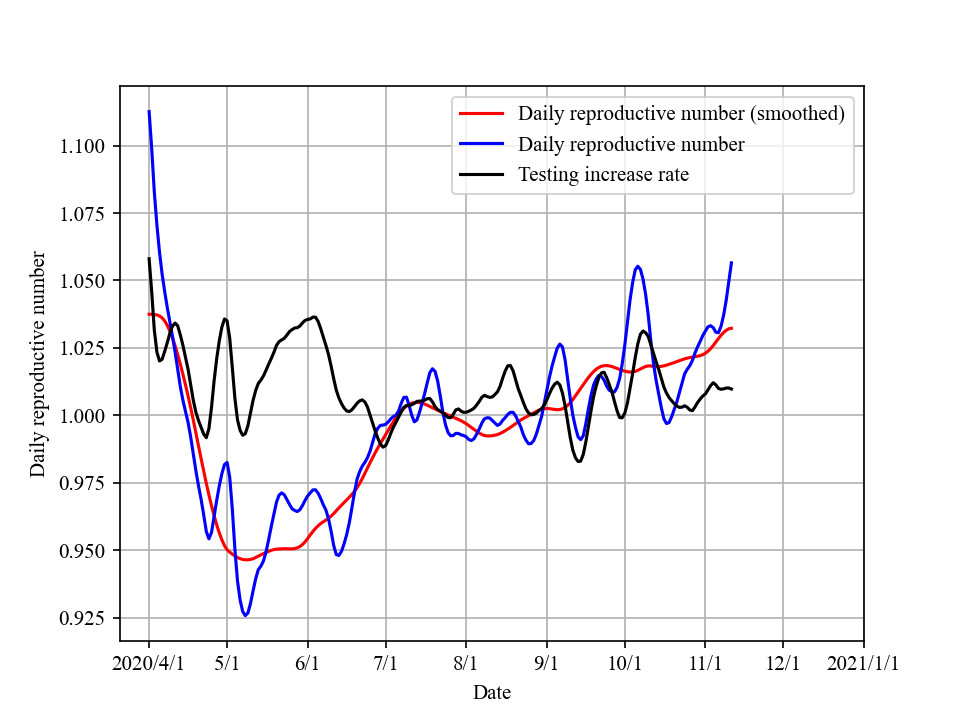 Daily reproductive number (smoothed)
Daily reproductive number
Testing increase rate
Daily reproductive number
1.100
1.075
1.050
1.025
1.000
0.975
0.950
0.925
2020/4/1 5/1 6/1 7/1 8/1 9/1 10/1 11/1 12/1 2021/1/1
Date